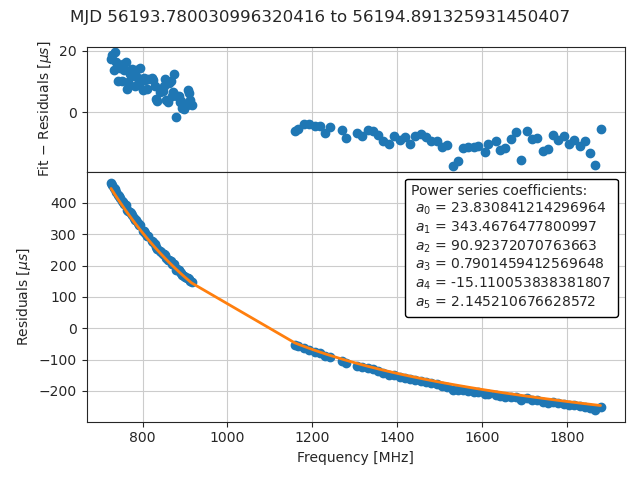 MJD 56193.780030996320416 to 56194.891325931450407
Fit − Residuals [μs]
20
0
Residuals [μs]
400
300
200
100
0
−100
−200
Power series coefficients:
a0 = 23.830841214296964
a1 = 343.4676477800997
a2 = 90.92372070763663
a3 = 0.7901459412569648
a4 = -15.110053838381807
a5 = 2.145210676628572
800 1000 1200 1400 1600 1800
Frequency [MHz]